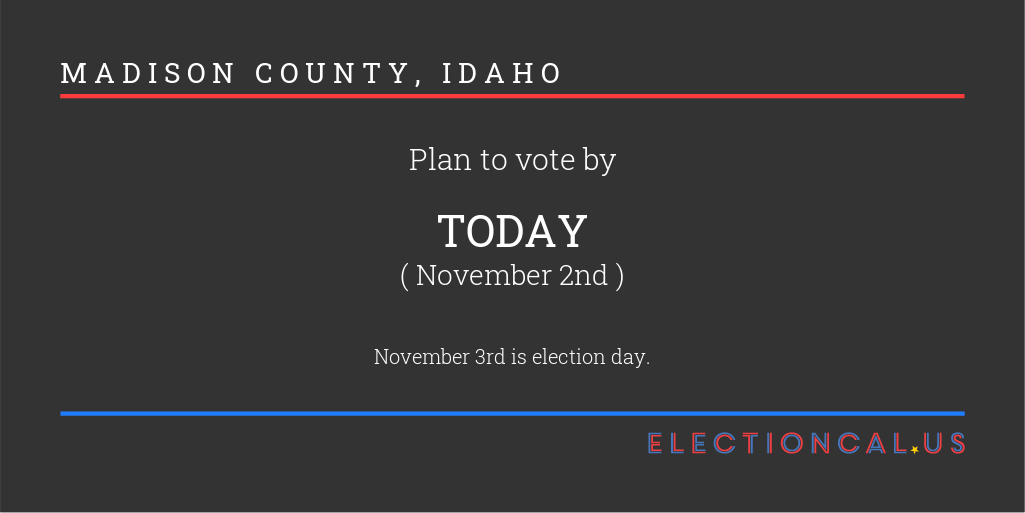 MADISON COUNTY, IDAHO
Plan to vote by
TODAY
( November 2nd )
November 3rd is election day.
ELECTIONCAL.US